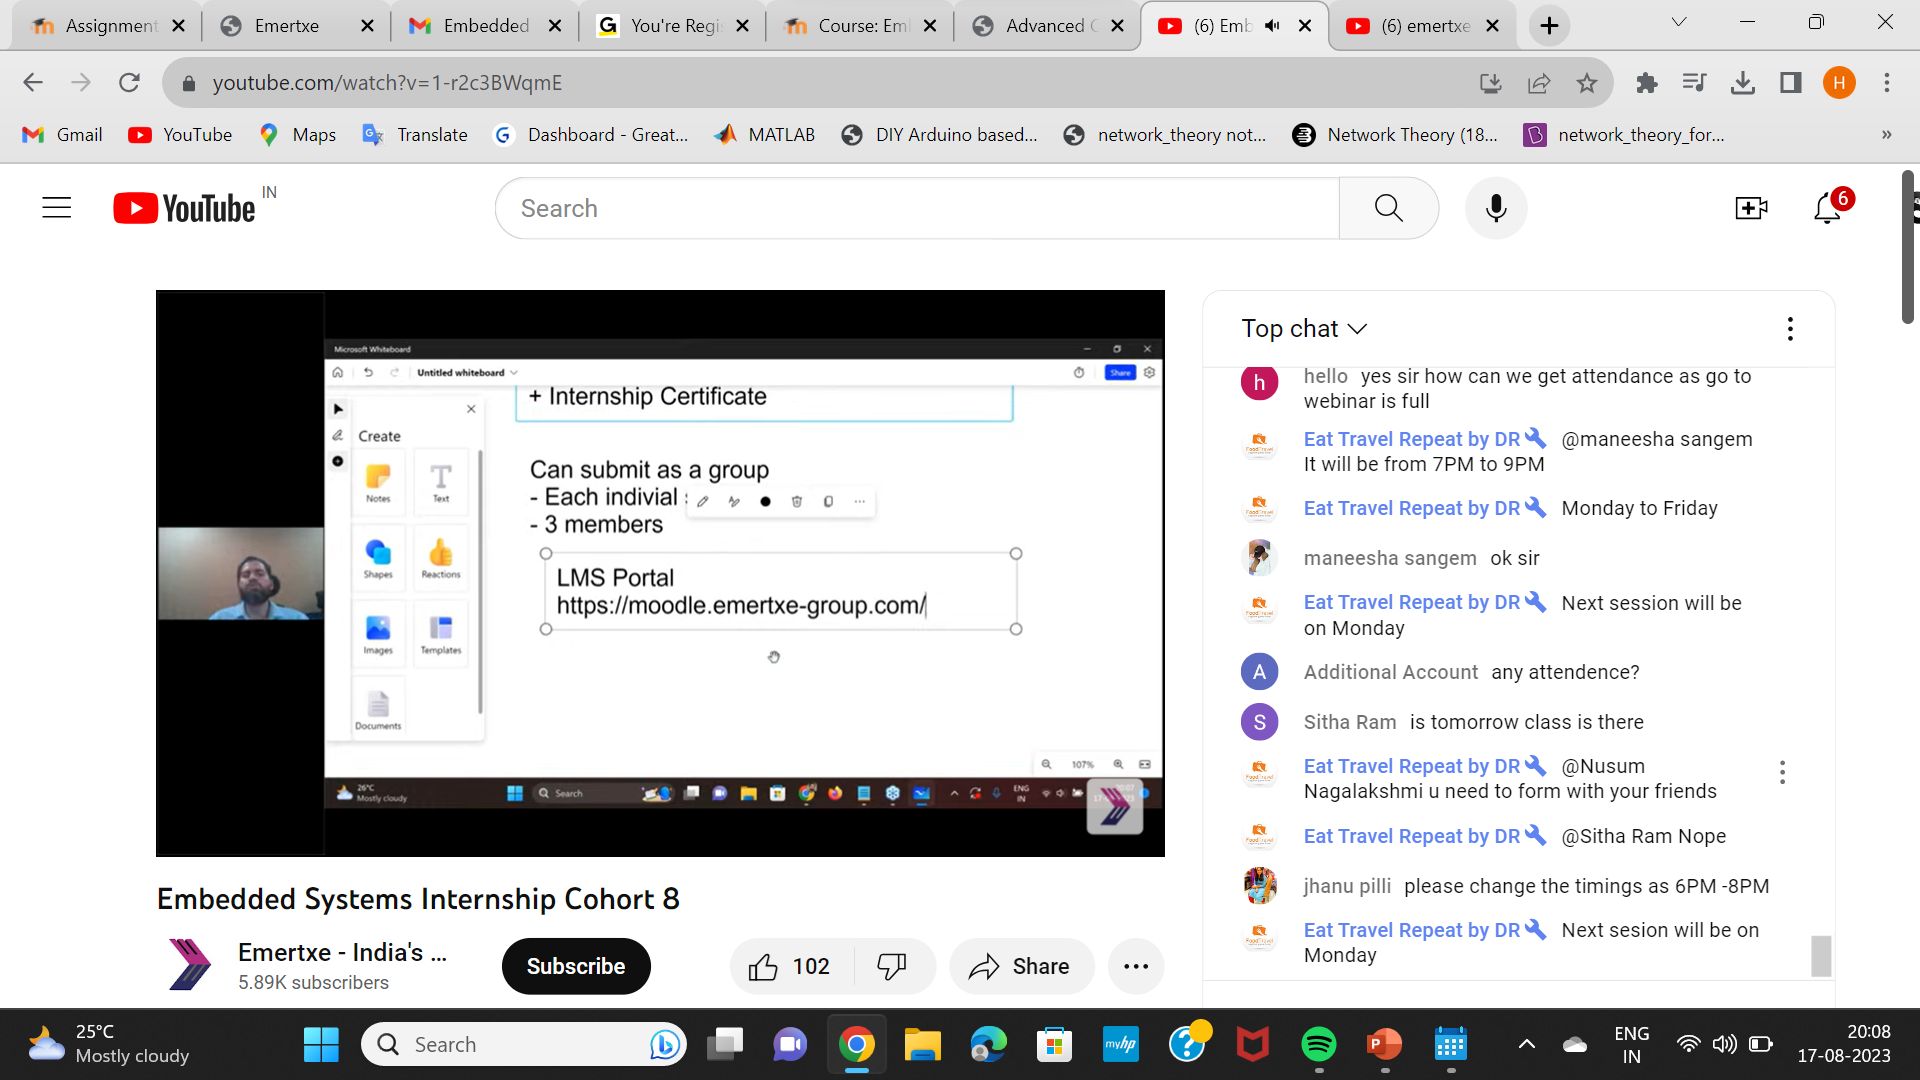 Assignment
Emertxe
Embedded
You're Regi
Course: Em
Advanced C
(6) Emb
(6) emertxe
youtube.com/watch?v=1-r2c3BWqmE
H
Gmail
YouTube
Maps
Translate
Dashboard - Great...
MATLAB
DIY Arduino based...
network_theory not...
Network Theory (18...
network_theory_for...
»
YouTube IN
Search
6
Microsoft Whiteboard
Untitled whiteboard
Share
Create
Notes
Text
Shapes
Reactions
Images
Templates
Documents
+ Internship Certificate
Can submit as a group
- Each indivial
- 3 members
LMS Portal
https://moodle.emertxe-group.com/
107%
26°C
Mostly cloudy
Search
ENG
IN
Top chat
h
hello yes sir how can we get attendance as go to
webinar is full
Eat Travel Repeat by DR @maneesha sangem
It will be from 7PM to 9PM
Eat Travel Repeat by DR Monday to Friday
maneesha sangem ok sir
Eat Travel Repeat by DR Next session will be
on Monday
A
Additional Account any attendence?
S
Sitha Ram is tomorrow class is there
Eat Travel Repeat by DR @Nusum
Nagalakshmi u need to form with your friends
Eat Travel Repeat by DR @Sitha Ram Nope
jhanu pilli please change the timings as 6PM -8PM
Eat Travel Repeat by DR Next sesion will be on
Monday
Embedded Systems Internship Cohort 8
Emertxe - India's ...
5.89K subscribers
Subscribe
102
Share
25°C
Mostly cloudy
Search
myhp
ENG
IN
20:08
17-08-2023